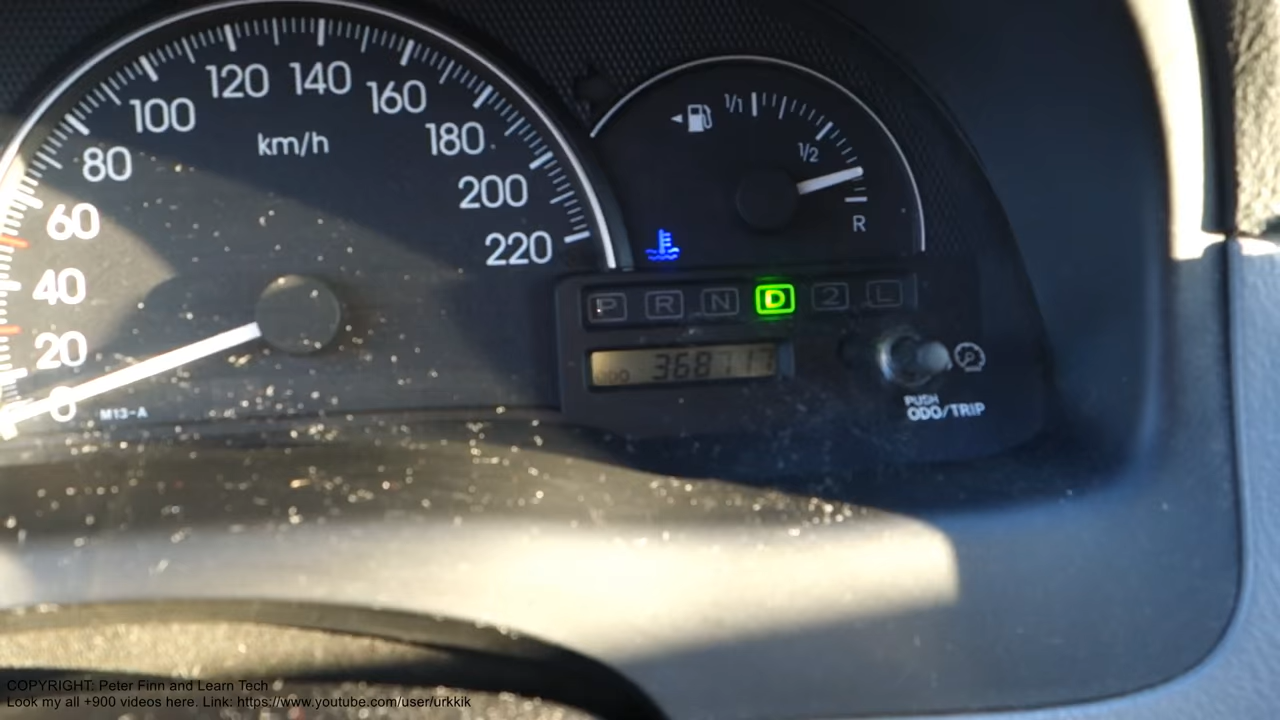 120 140
100 160
km/h
80 180
60 200
40 220
20
0
M13-A
1/1
1/2
R
P R N D 2 L
ODO 368717
PUSH
ODO/TRIP
COPYRIGHT: Peter Finn and Learn Tech
Look my all +900 videos here. Link: https://www.youtube.com/user/urkkik